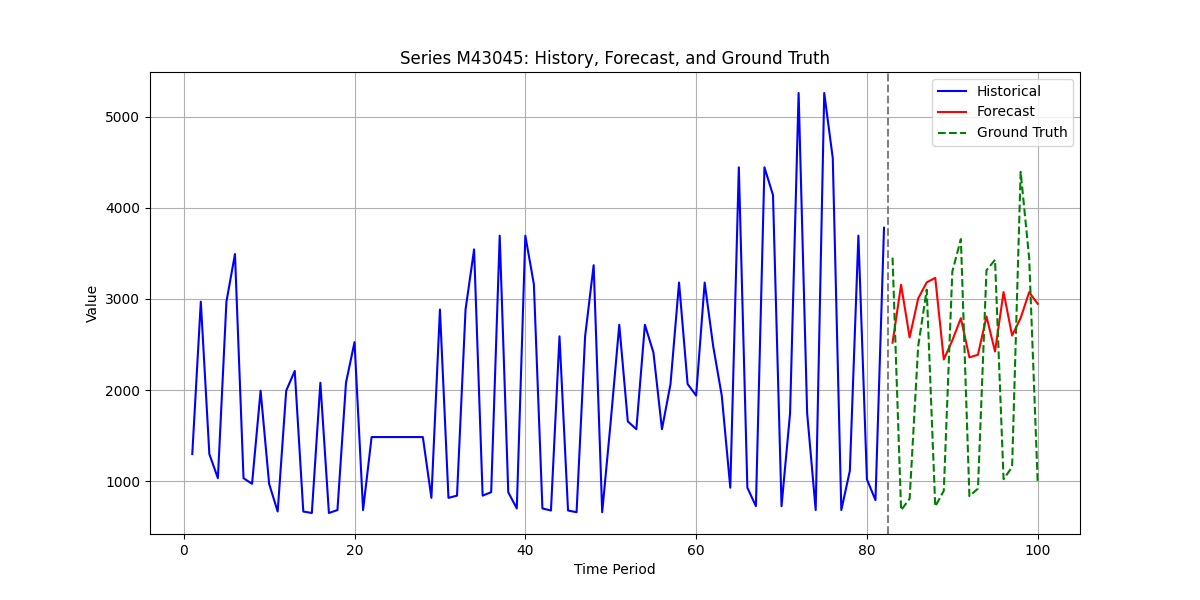 Series M43045: History, Forecast, and Ground Truth
Historical
Forecast
Ground Truth
5000
4000
3000
2000
1000
Value
0 20 40 60 80 100
Time Period